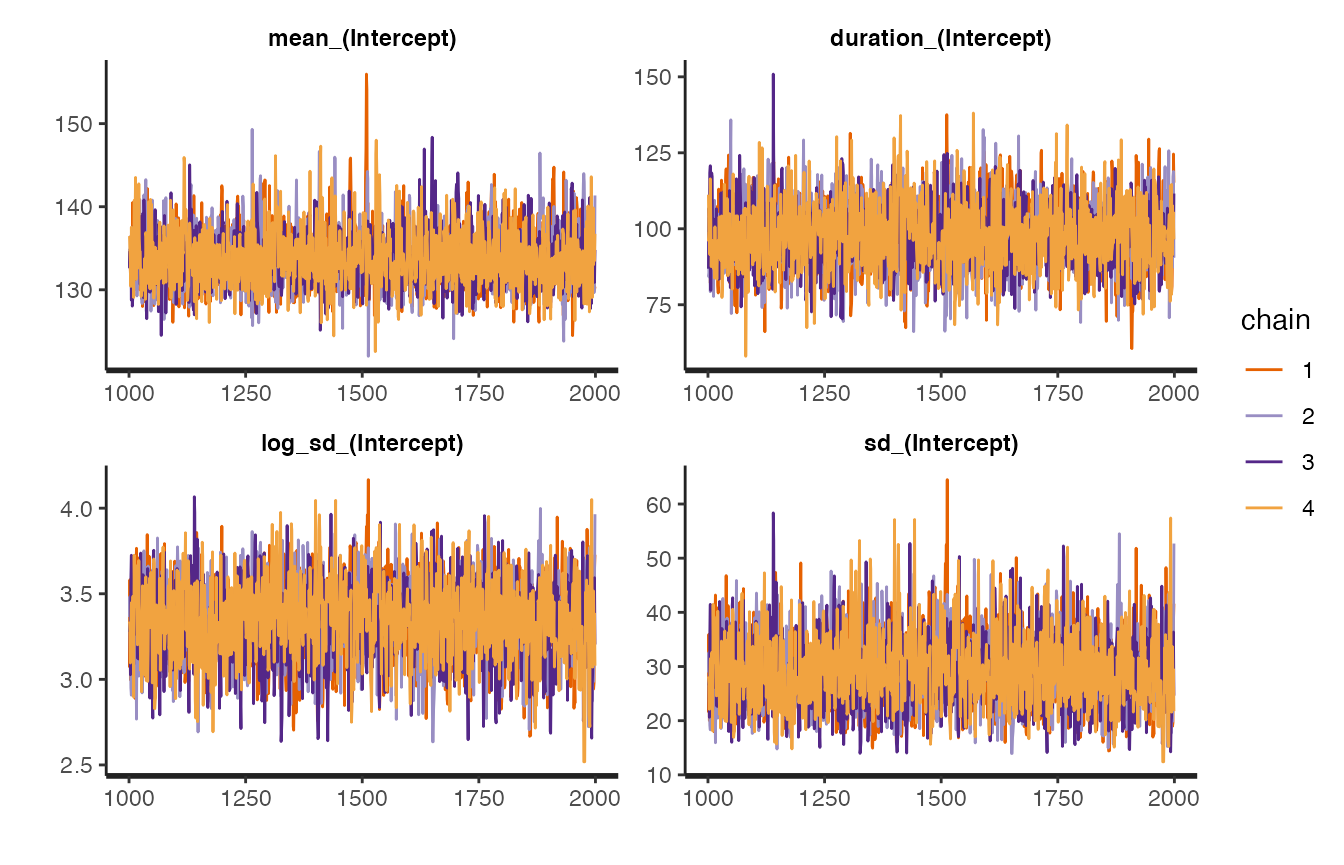 mean_(Intercept)
150
140
130
1000 1250 1500 1750 2000
duration_(Intercept)
150
125
100
75
1000 1250 1500 1750 2000
log_sd_(Intercept)
4.0
3.5
3.0
2.5
1000 1250 1500 1750 2000
sd_(Intercept)
60
50
40
30
20
10
1000 1250 1500 1750 2000
chain
1
2
3
4